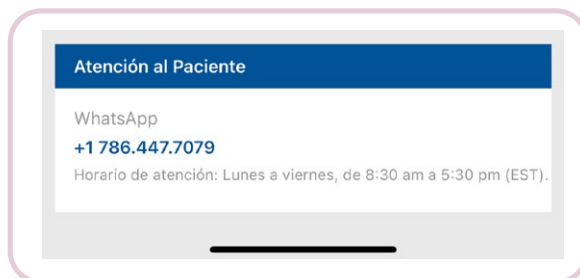 Atención al Paciente
WhatsApp
+1 786.447.7079
Horario de atención: Lunes a viernes, de 8:30 am a 5:30 pm (EST).